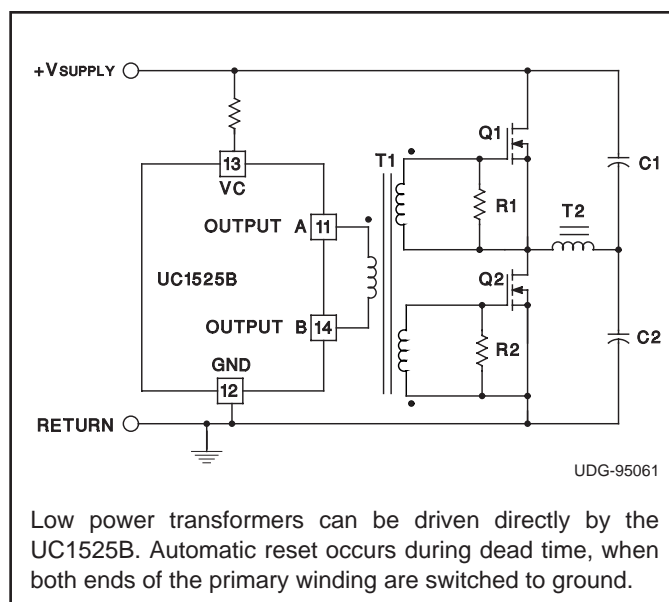 +VSUPPLY
Q1
T1
C1
13
VC
R1
T2
OUTPUT A 11
UC1525B
Q2
OUTPUT B 14
C2
GND
R2
12
RETURN
UDG-95061
Low power transformers can be driven directly by the
UC1525B. Automatic reset occurs during dead time, when
both ends of the primary winding are switched to ground.